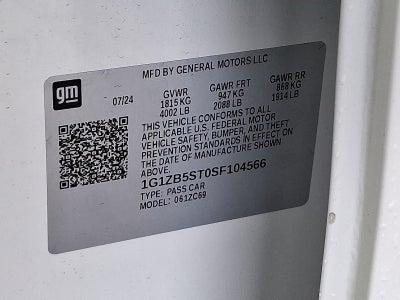 gm
MFD BY GENERAL MOTORS LLC
07/24
GVWR GAWR FRT GAWR RR
1815 KG 947 KG 868 KG
4002 LB 2088 LB 1914 LB
THIS VEHICLE CONFORMS TO ALL
APPLICABLE U.S. FEDERAL MOTOR
VEHICLE SAFETY, BUMPER, AND THEFT
PREVENTION STANDARDS IN EFFECT ON
THE DATE OF MANUFACTURE SHOWN
ABOVE.
1G1ZB5ST0SF104566
TYPE: PASS CAR
MODEL: 061ZC69